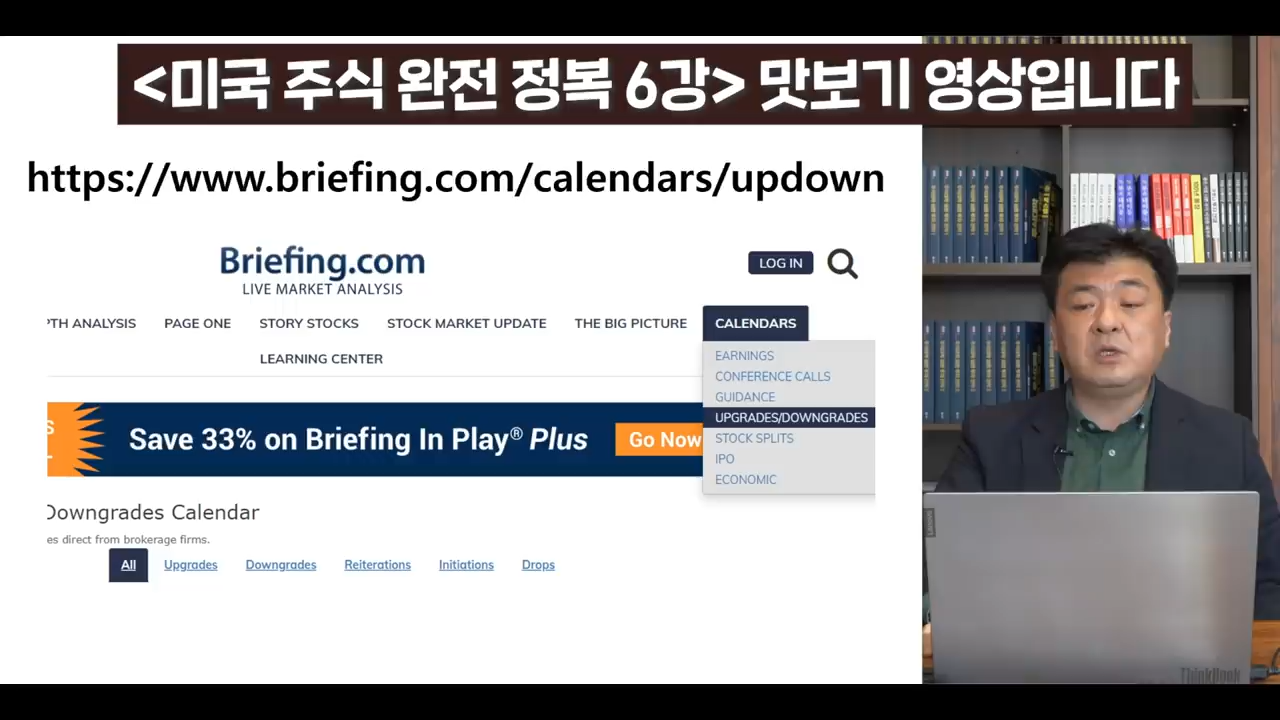 <미국 주식 완전 정복 6강> 맛보기 영상입니다
https://www.briefing.com/calendars/updown
Briefing.com
LIVE MARKET ANALYSIS
LOG IN
PTH ANALYSIS
PAGE ONE
STORY STOCKS
STOCK MARKET UPDATE
THE BIG PICTURE
CALENDARS
LEARNING CENTER
EARNINGS
CONFERENCE CALLS
GUIDANCE
UPGRADES/DOWNGRADES
STOCK SPLITS
IPO
ECONOMIC
S
L
Save 33% on Briefing In Play® Plus
Go Now
Downgrades Calendar
es direct from brokerage firms.
All
Upgrades
Downgrades
Reiterations
Initiations
Drops
Lenovo
ThinkBook